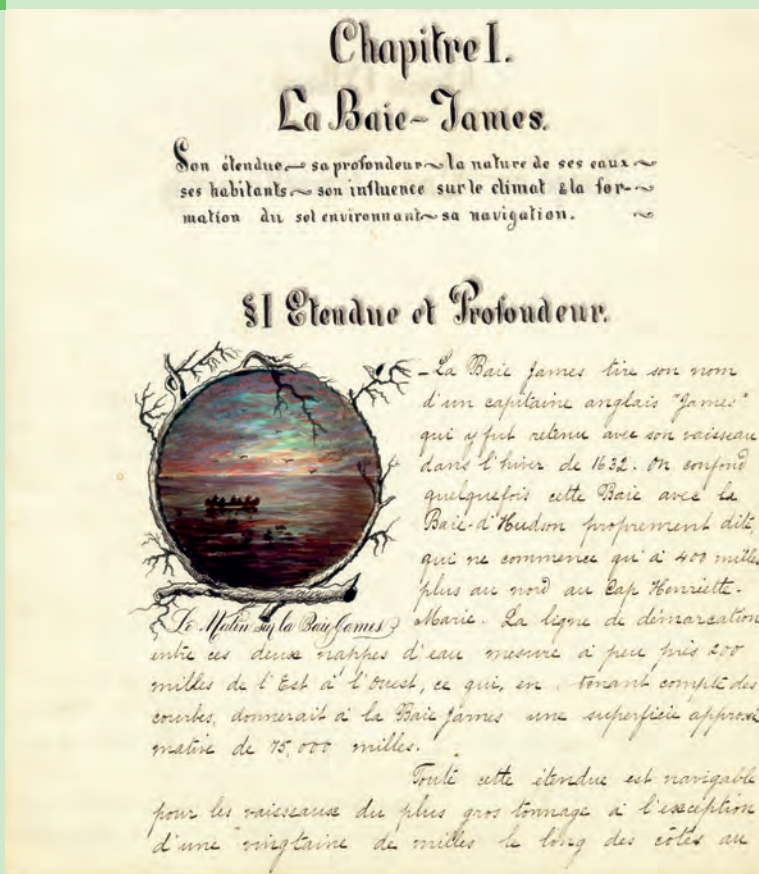 Chapitre I.
La Baie-James.
Son étendue ~ sa profondeur ~ la nature de ses eaux ~
ses habitants ~ son influence sur le climat & la for-~
mation du sol environnant ~ sa navigation. ~
§I Etendue et Profondeur.
-La Baie James tire son nom
d'un capitaine anglais "James"
qui y fut retenu avec son vaisseau
dans l'hiver de 1632. On confond
quelquefois cette Baie avec la
Baie-d'Hudson proprement dite,
qui ne commence qu'à 400 milles
plus au nord au Cap Henriette-
Marie. La ligne de démarcation
Le Matin sur la Baie James
entre ces deux nappes d'eau mesure à peu près 200
milles de l'Est à l'Ouest, ce qui, en tenant compte des
courbes, donnerait à la Baie James une superficie approxi
mative de 75,000 milles.
Toute cette étendue est navigable
pour les vaisseaux du plus gros tonnage à l'exception
d'une vingtaine de milles le long des côtés au